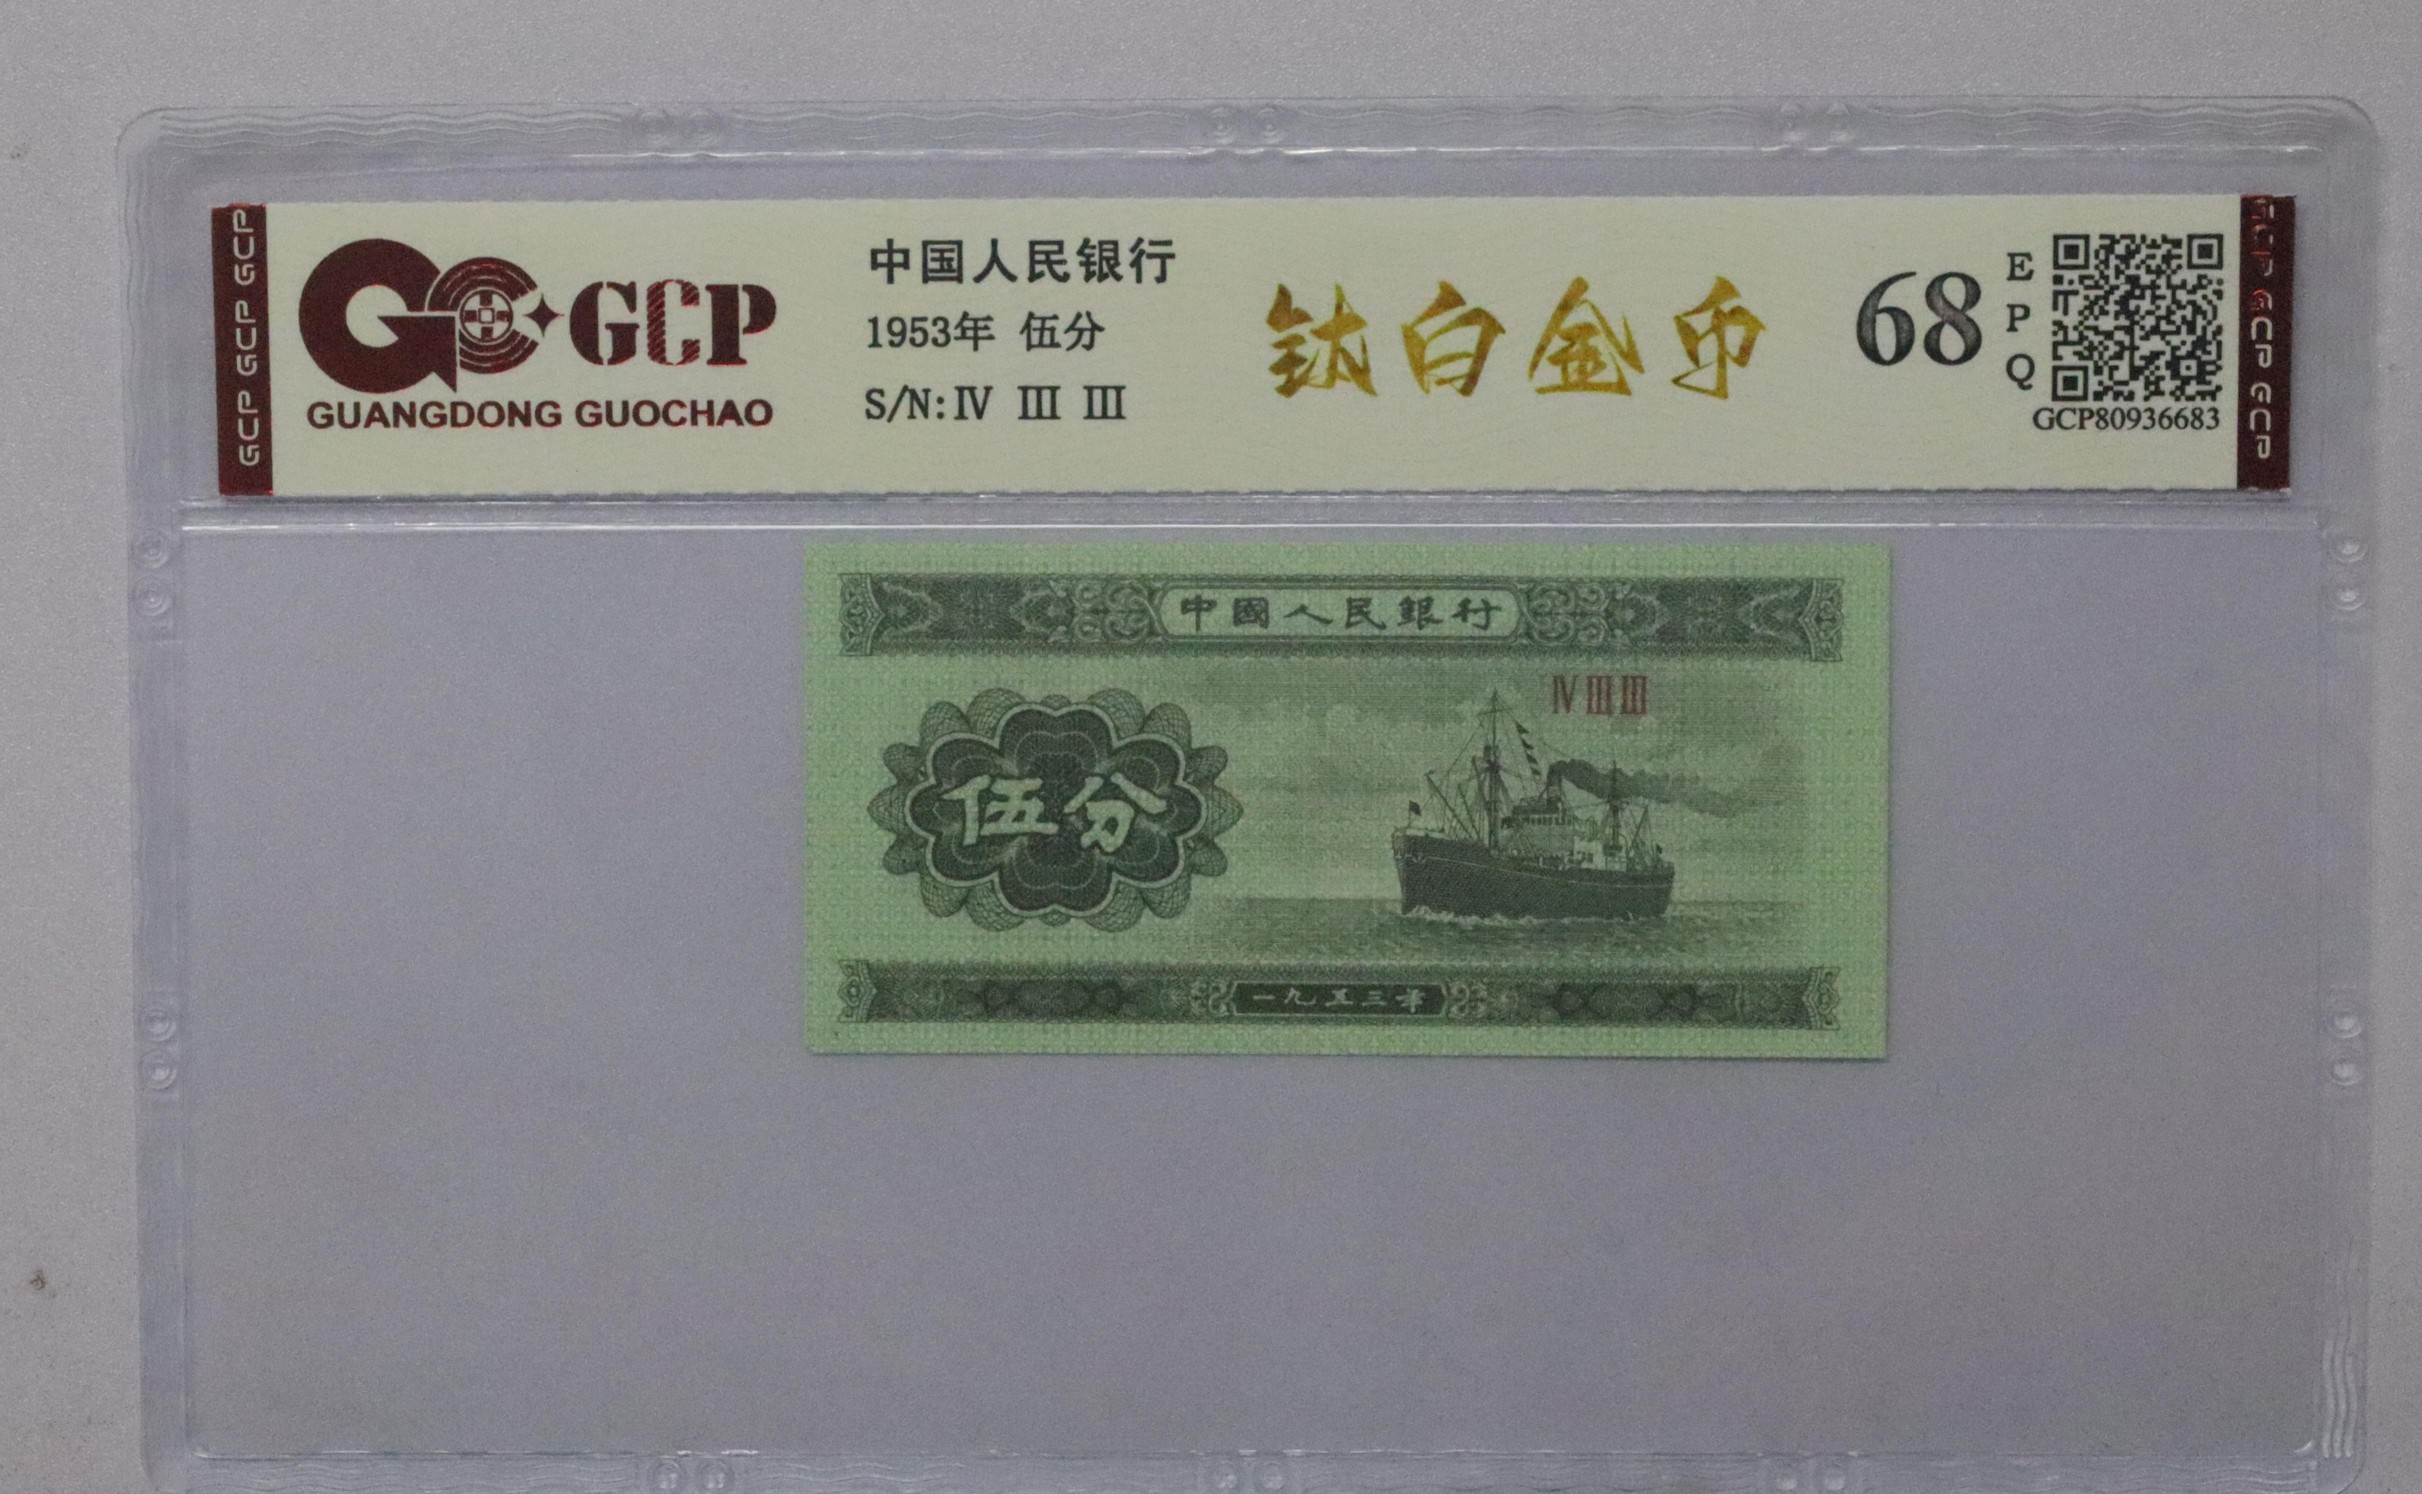 GCP GCP GCP
GCP
GUANGDONG GUOCHAO
中国人民银行
1953年 伍分
S/N: IV III III
钛白金币
68
E
P
Q
GCP80936683
GCP GCP GCP
中國人民銀行
IV III III
伍分
一九五三年